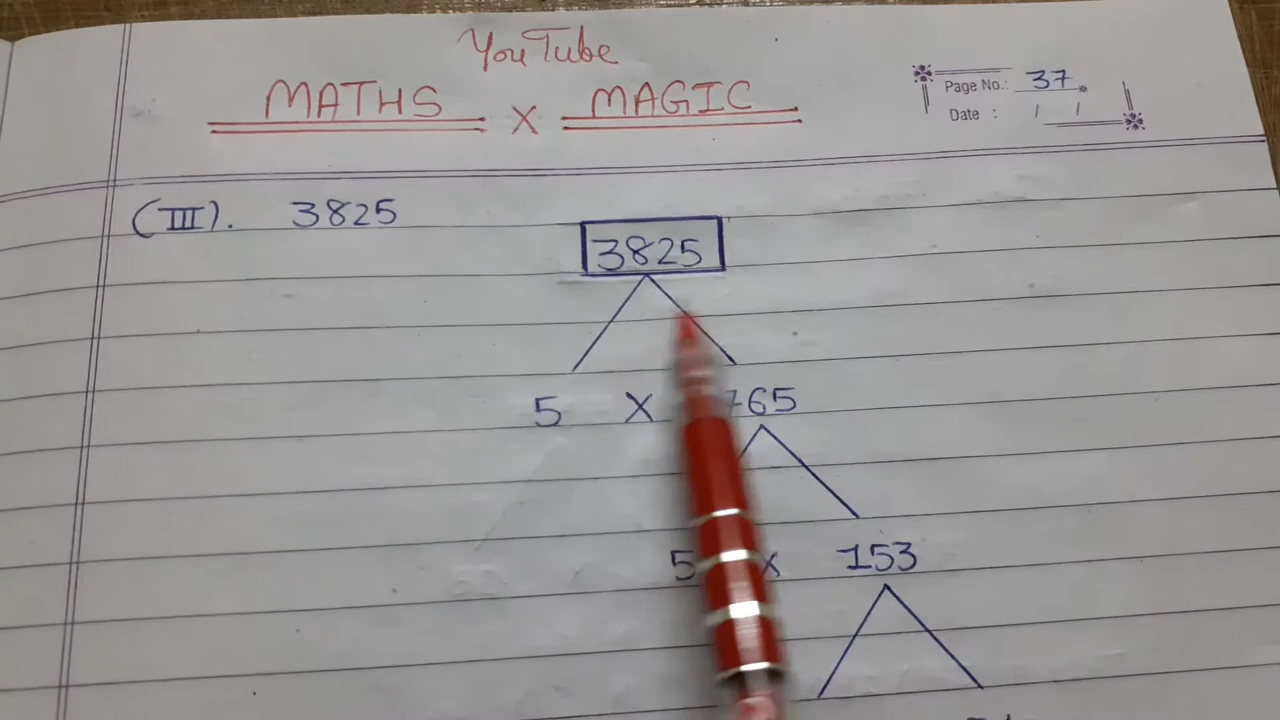 YouTube
MATHS X MAGIC
Page No.: 37
Date :
(III). 3825
3825
5 X 765
5 X 153